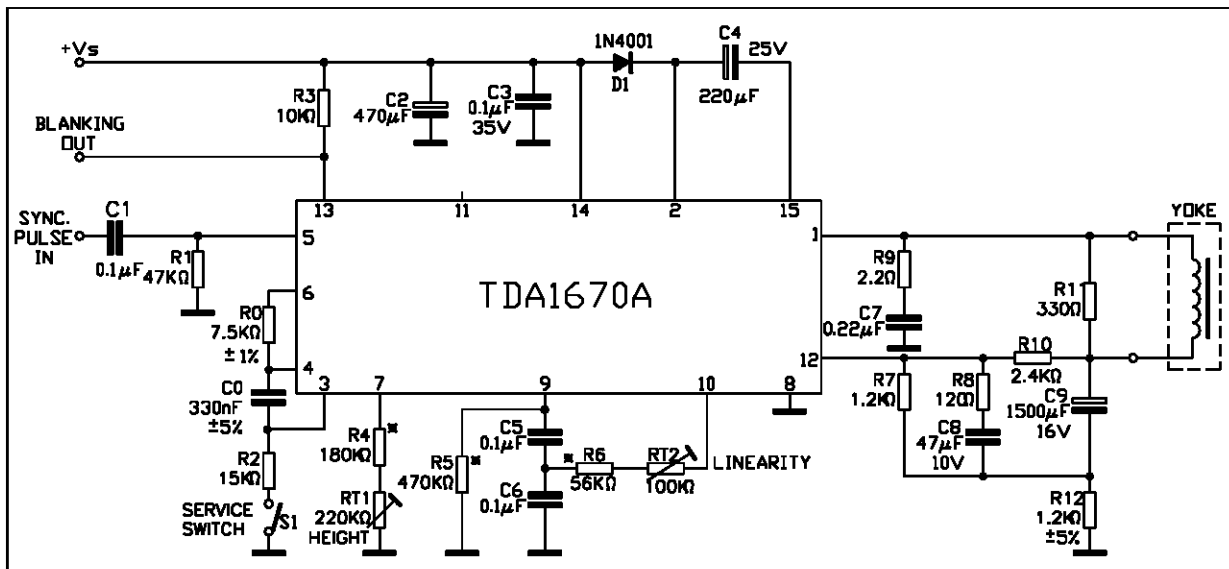 +Vs
1N4001
D1
C4
25V
220µF
R3
10KΩ
C2
470µF
C3
0.1µF
35V
BLANKING
OUT
13
11
14
2
15
SYNC.
PULSE
IN
C1
0.1µF
R1
47KΩ
5
6
4
3
7
9
10
8
12
1
TDA1670A
RO
7.5KΩ
±1%
CO
330nF
±5%
R2
15KΩ
SERVICE
SWITCH
S1
R4
180KΩ
RT1
220KΩ
HEIGHT
R5
470KΩ
C5
0.1µF
C6
0.1µF
R6
56KΩ
RT2
100KΩ
LINEARITY
R9
2.2Ω
C7
0.22µF
R11
330Ω
YOKE
R10
2.4KΩ
R7
1.2KΩ
R8
120Ω
C8
47µF
10V
C9
1500µF
16V
R12
1.2KΩ
±5%